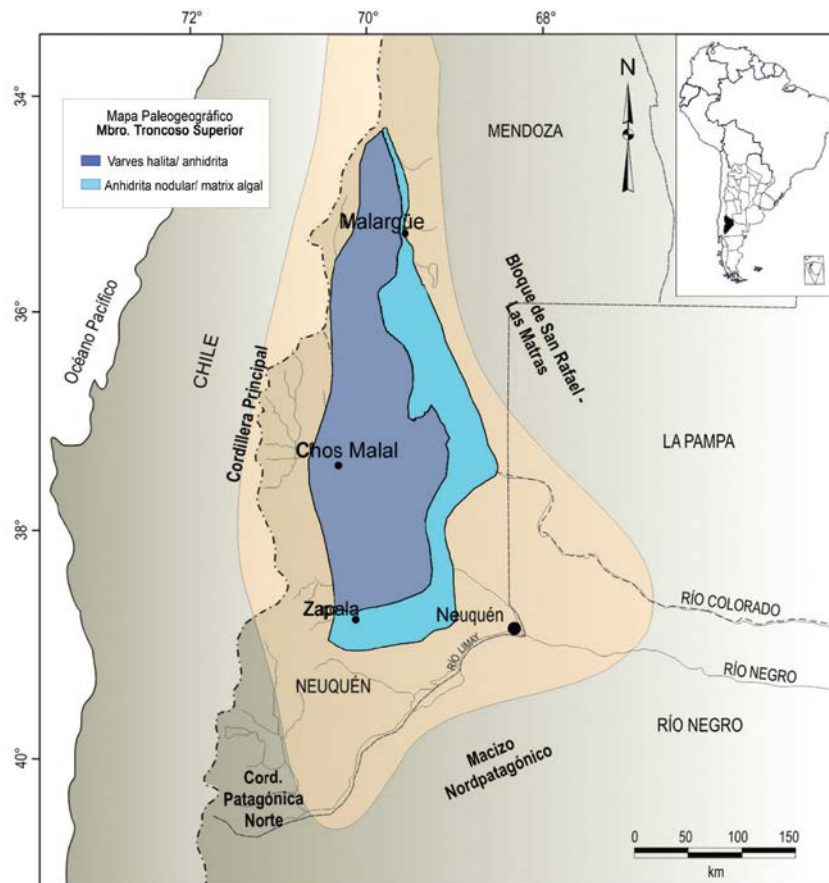 72°
70°
68°
34°
36°
38°
40°
Mapa Paleogeográfico
Mbro. Troncoso Superior
Varves halita/ anhidrita
Anhidrita nodular/ matrix algal
N
MENDOZA
Malargüe
Bloque de San Rafael -
Las Matras
Océano Pacífico
CHILE
Cordillera Principal
LA PAMPA
Chos Malal
Zapala
Neuquén
RÍO COLORADO
RÍO LIMAY
RÍO NEGRO
NEUQUÉN
RÍO NEGRO
Macizo
Nordpatagónico
Cord.
Patagónica
Norte
0 50 100 150
km